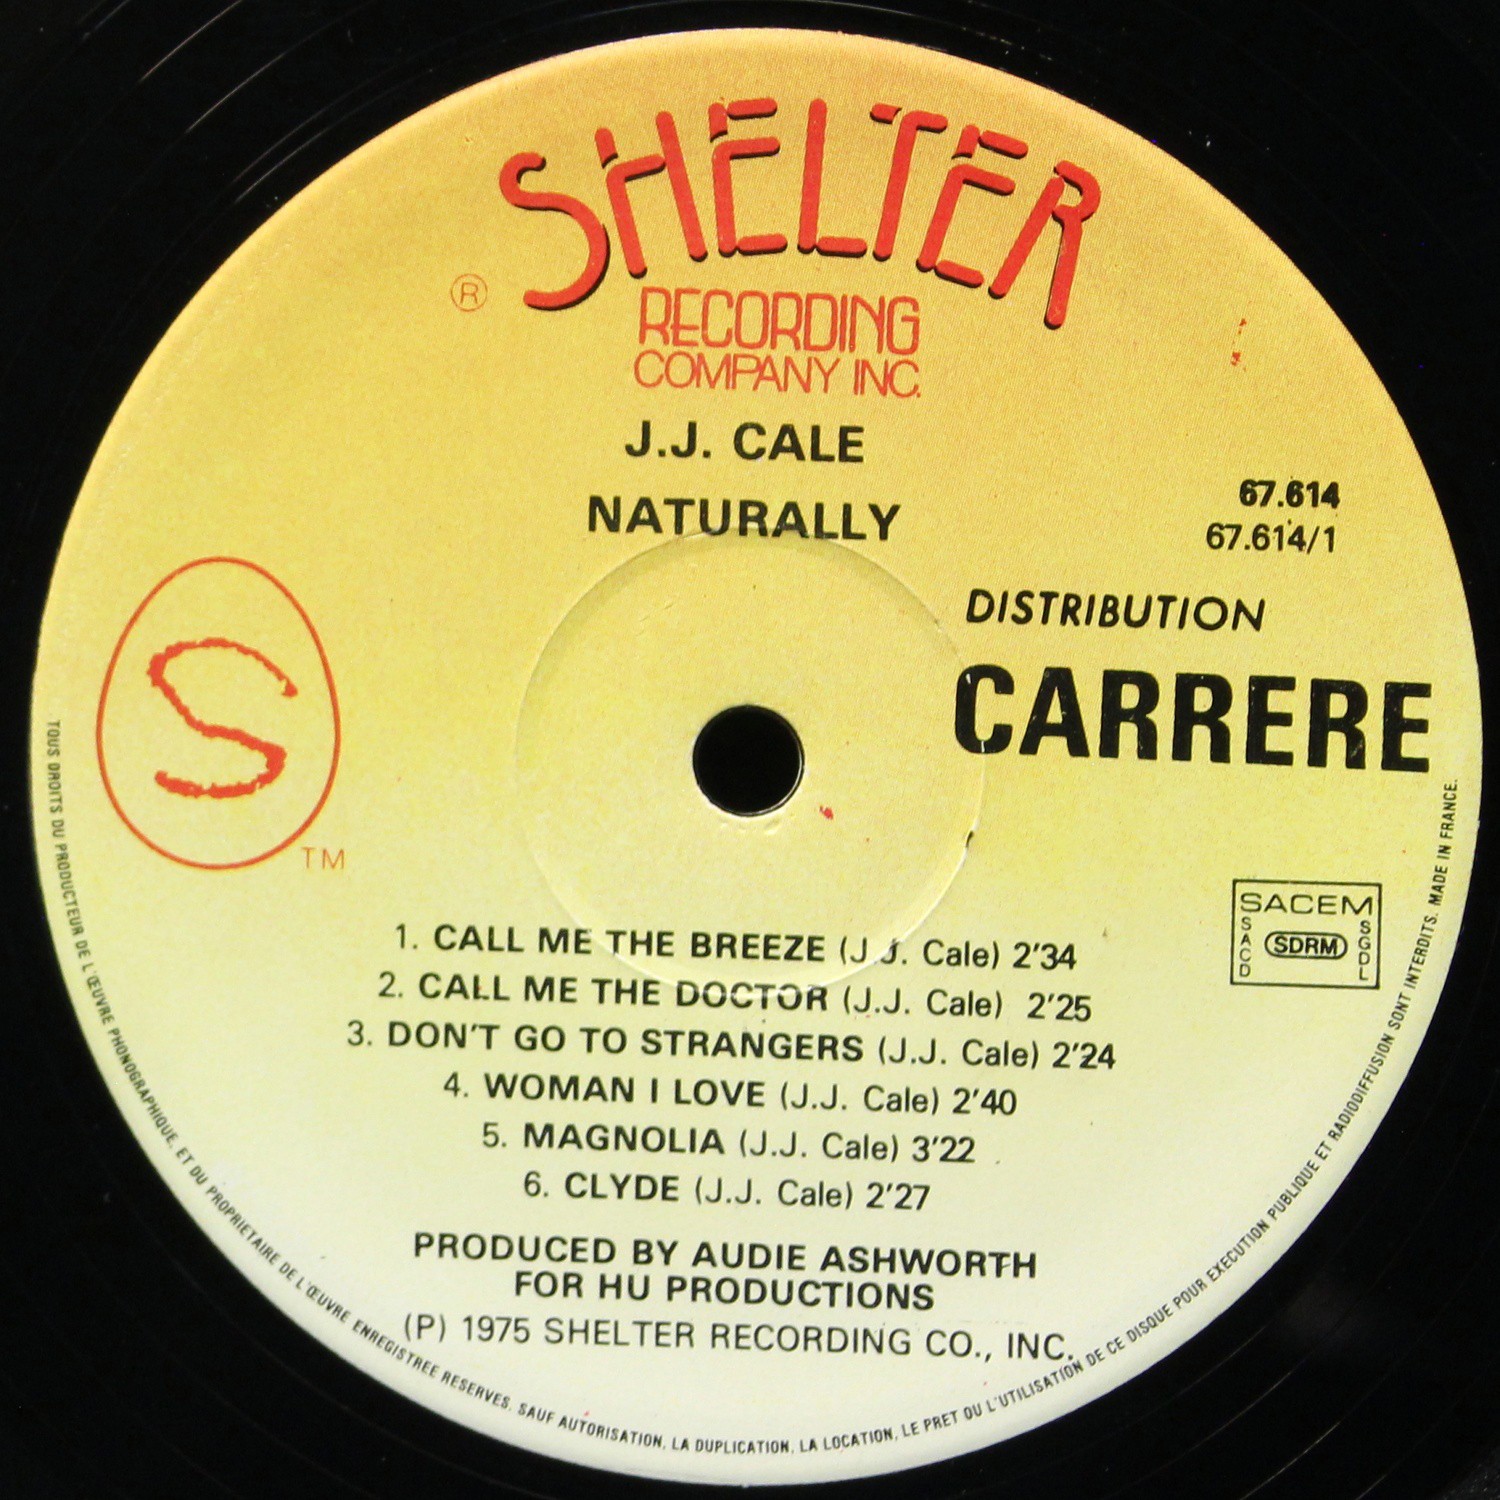 SHELTER
®
RECORDING
COMPANY INC.
J.J. CALE
NATURALLY
67.614
67.614/1
DISTRIBUTION
CARRERE
S
TM
SACEM
SACD
SDRM
SGDL
1. CALL ME THE BREEZE (J.J. Cale) 2'34
2. CALL ME THE DOCTOR (J.J. Cale) 2'25
3. DON'T GO TO STRANGERS (J.J. Cale) 2'24
4. WOMAN I LOVE (J.J. Cale) 2'40
5. MAGNOLIA (J.J. Cale) 3'22
6. CLYDE (J.J. Cale) 2'27
PRODUCED BY AUDIE ASHWORTH
FOR HU PRODUCTIONS
(P) 1975 SHELTER RECORDING CO., INC.
TOUS DROITS DU PRODUCTEUR DE L'ŒUVRE PHONOGRAPHIQUE, ET DU PROPRIETAIRE DE L'ŒUVRE ENREGISTREE RESERVES. SAUF AUTORISATION, LA DUPLICATION, LA LOCATION, LE PRET OU L'UTILISATION DE CE DISQUE POUR EXECUTION PUBLIQUE ET RADIODIFFUSION SONT INTERDITS. MADE IN FRANCE.